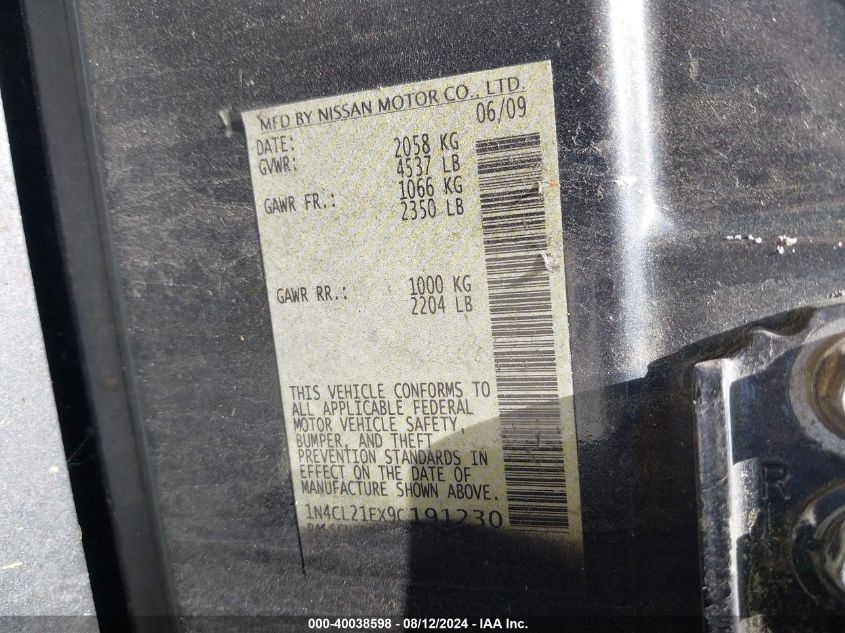 MFD BY NISSAN MOTOR CO., LTD.
DATE: 06/09
GVWR: 2058 KG
4537 LB
GAWR FR.: 1066 KG
2350 LB
GAWR RR.: 1000 KG
2204 LB
THIS VEHICLE CONFORMS TO
ALL APPLICABLE FEDERAL
MOTOR VEHICLE SAFETY,
BUMPER, AND THEFT
PREVENTION STANDARDS IN
EFFECT ON THE DATE OF
MANUFACTURE SHOWN ABOVE.
1N4CL21EX9C191230
R
000-40038598 - 08/12/2024 - IAA Inc.